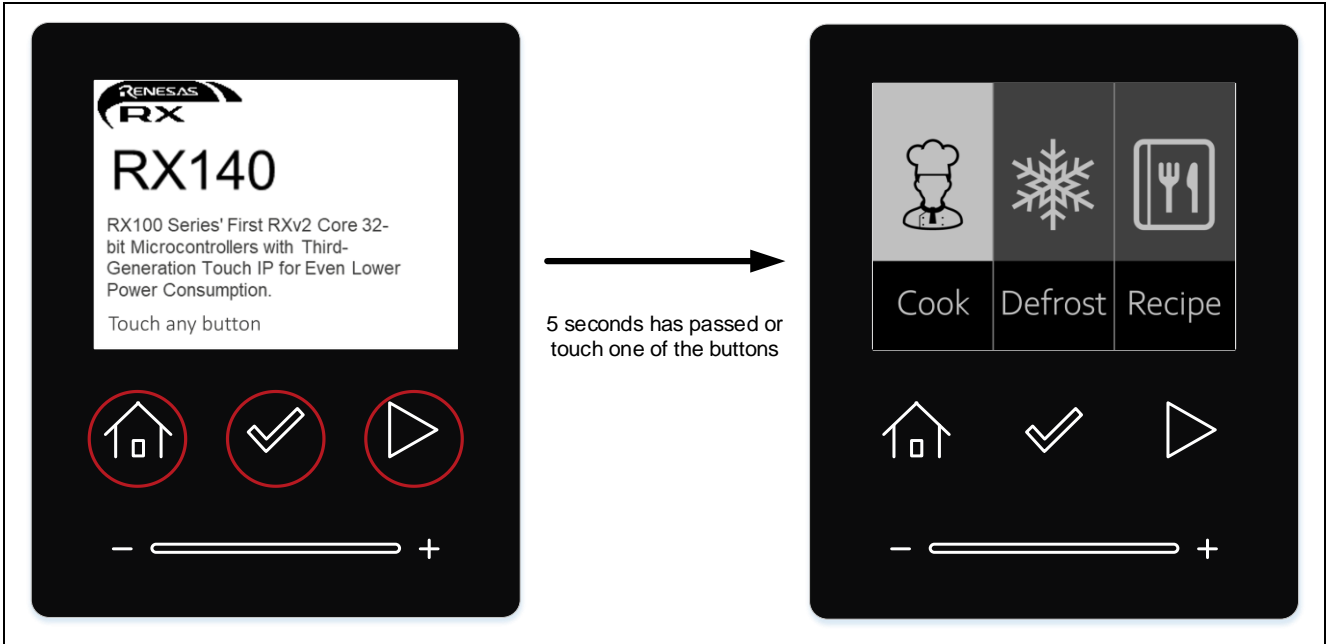 RENESAS
RX
RX140
RX100 Series' First RXv2 Core 32-
bit Microcontrollers with Third-
Generation Touch IP for Even Lower
Power Consumption.
Touch any button
5 seconds has passed or
touch one of the buttons
Cook Defrost Recipe